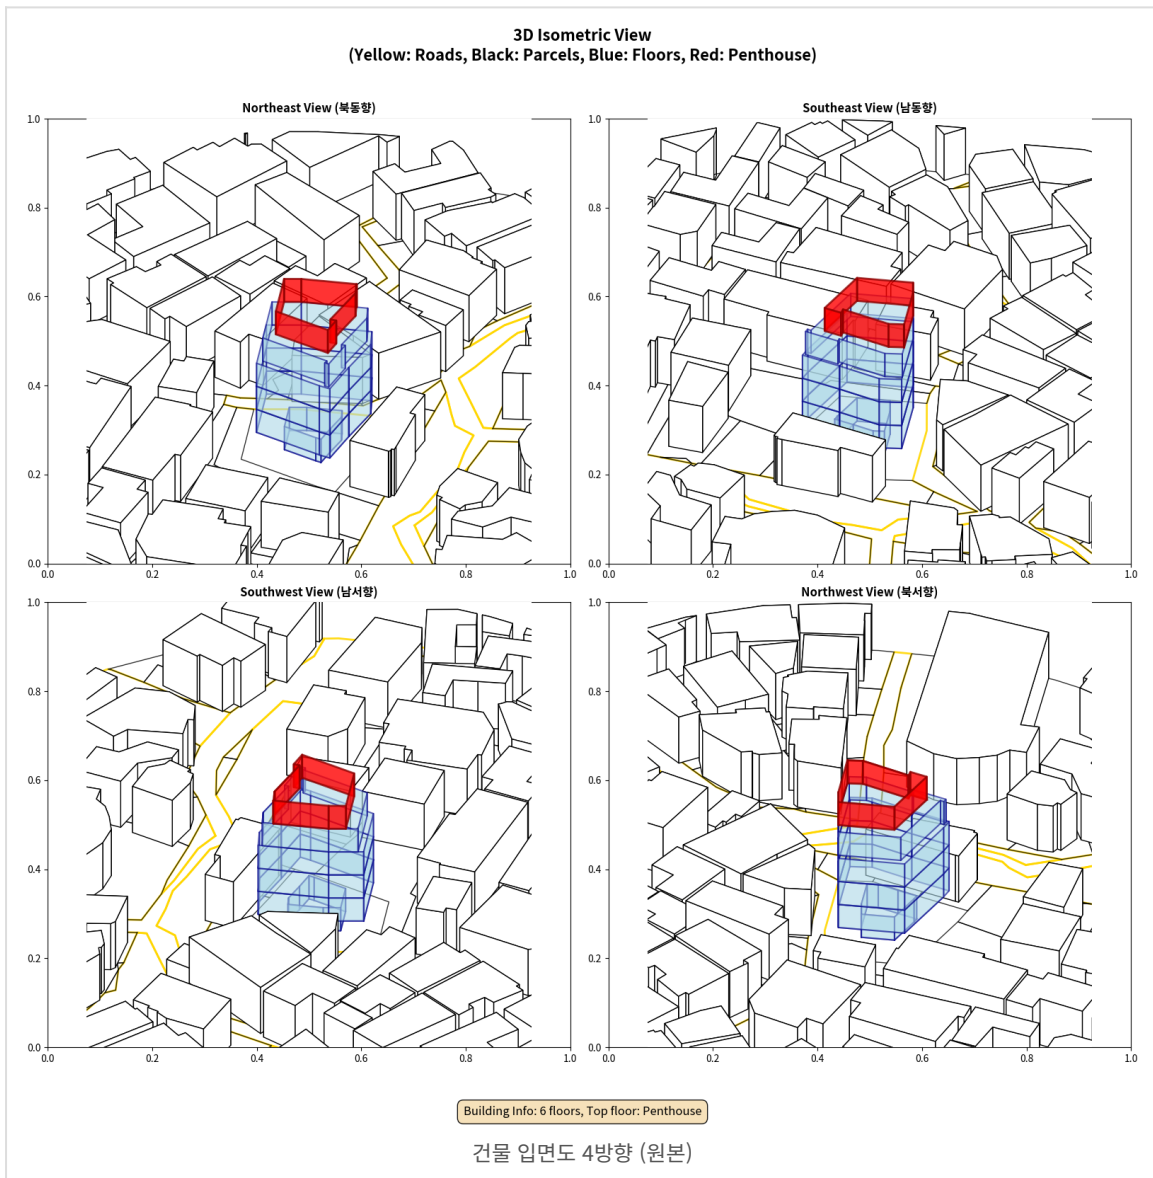 3D Isometric View
(Yellow: Roads, Black: Parcels, Blue: Floors, Red: Penthouse)
Northeast View (북동향)
1.0
0.8
0.6
0.4
0.2
0.0
0.0 0.2 0.4 0.6 0.8 1.0
Southeast View (남동향)
1.0
0.8
0.6
0.4
0.2
0.0
0.0 0.2 0.4 0.6 0.8 1.0
Southwest View (남서향)
1.0
0.8
0.6
0.4
0.2
0.0
0.0 0.2 0.4 0.6 0.8 1.0
Northwest View (북서향)
1.0
0.8
0.6
0.4
0.2
0.0
0.0 0.2 0.4 0.6 0.8 1.0
Building Info: 6 floors, Top floor: Penthouse
건물 입면도 4방향 (원본)